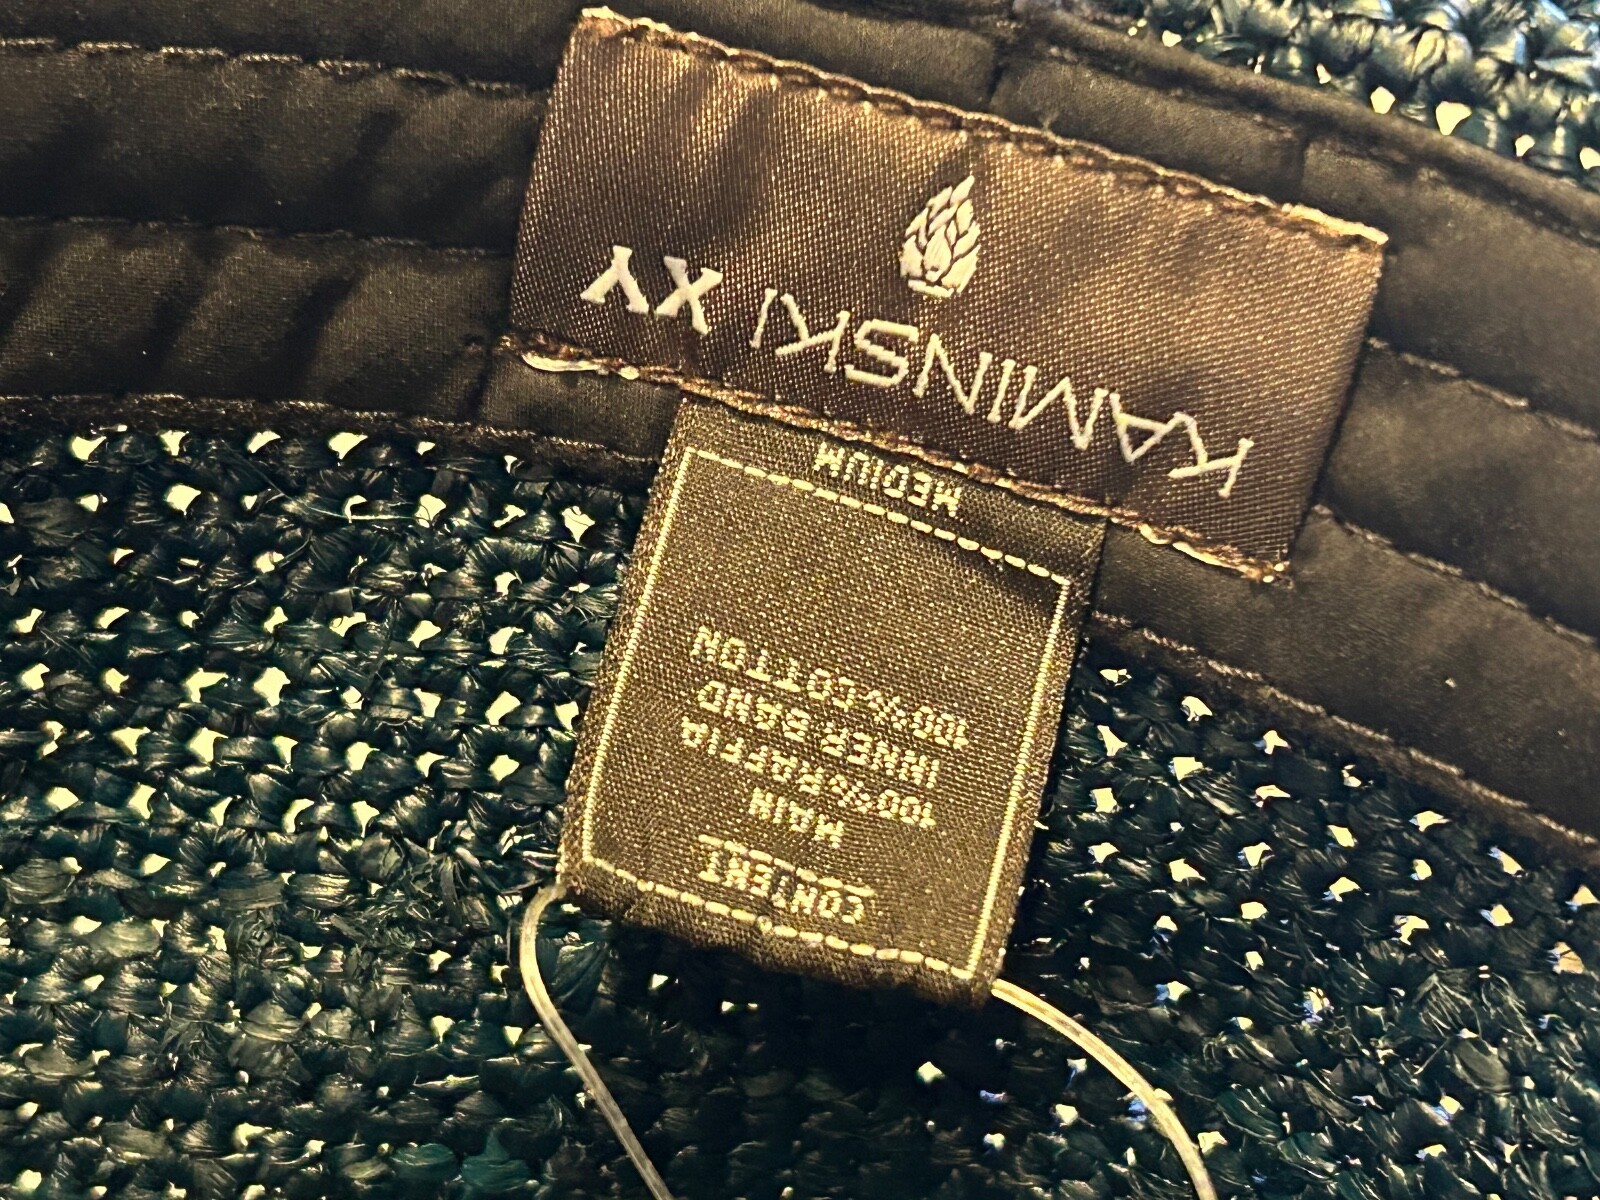 KAMINSKI XY
MEDIUM
CONTENT
MAIN
100% RAFFIA
INNER BAND
100% COTTON